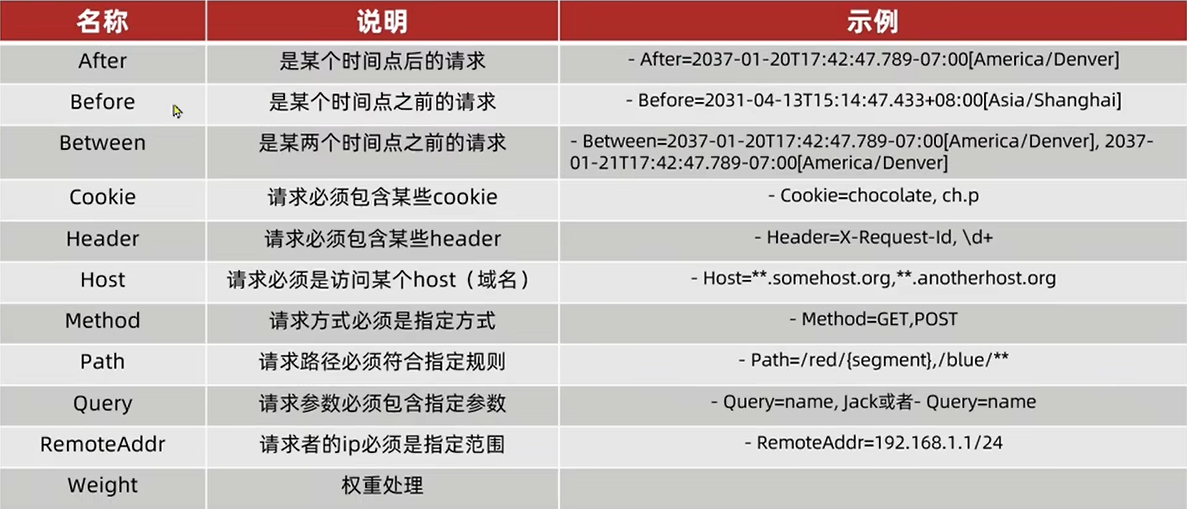 名称 说明 示例
After 是某个时间点后的请求 - After=2037-01-20T17:42:47.789-07:00[America/Denver]
Before 是某个时间点之前的请求 - Before=2031-04-13T15:14:47.433+08:00[Asia/Shanghai]
Between 是某两个时间点之前的请求 - Between=2037-01-20T17:42:47.789-07:00[America/Denver], 2037-
01-21T17:42:47.789-07:00[America/Denver]
Cookie 请求必须包含某些cookie - Cookie=chocolate, ch.p
Header 请求必须包含某些header - Header=X-Request-Id, \d+
Host 请求必须是访问某个host（域名） - Host=**.somehost.org,**.anotherhost.org
Method 请求方式必须是指定方式 - Method=GET,POST
Path 请求路径必须符合指定规则 - Path=/red/{segment},/blue/**
Query 请求参数必须包含指定参数 - Query=name, Jack或者- Query=name
RemoteAddr 请求者的ip必须是指定范围 - RemoteAddr=192.168.1.1/24
Weight 权重处理